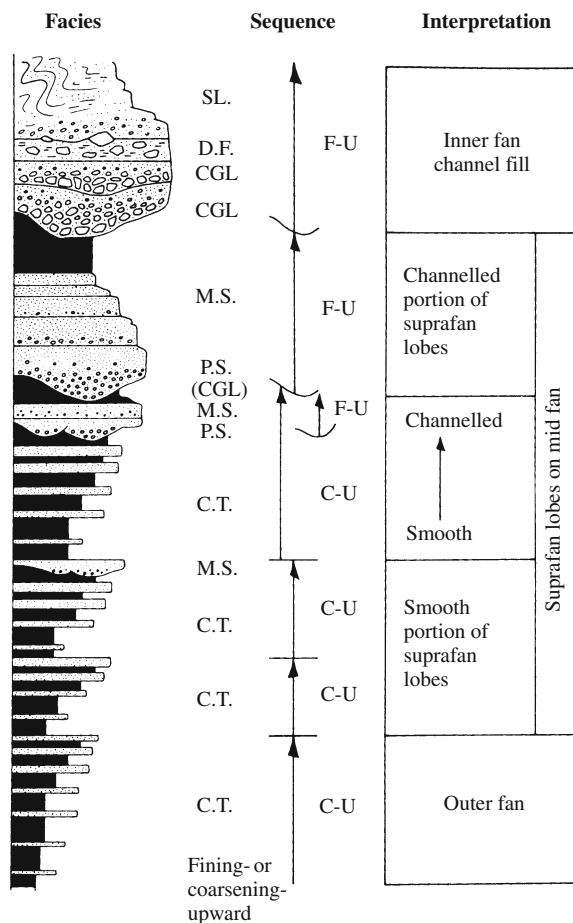 Facies
Sequence
Interpretation
SL.
D.F.
CGL
CGL
F-U
Inner fan
channel fill
M.S.
F-U
Channelled
portion of
suprafan
lobes
P.S.
(CGL)
M.S.
P.S.
F-U
Channelled
C.T.
C-U
Smooth
M.S.
C.T.
C-U
Smooth
portion of
suprafan
lobes
C.T.
C-U
Suprafan lobes on mid fan
C.T.
C-U
Outer fan
Fining- or
coarsening-
upward